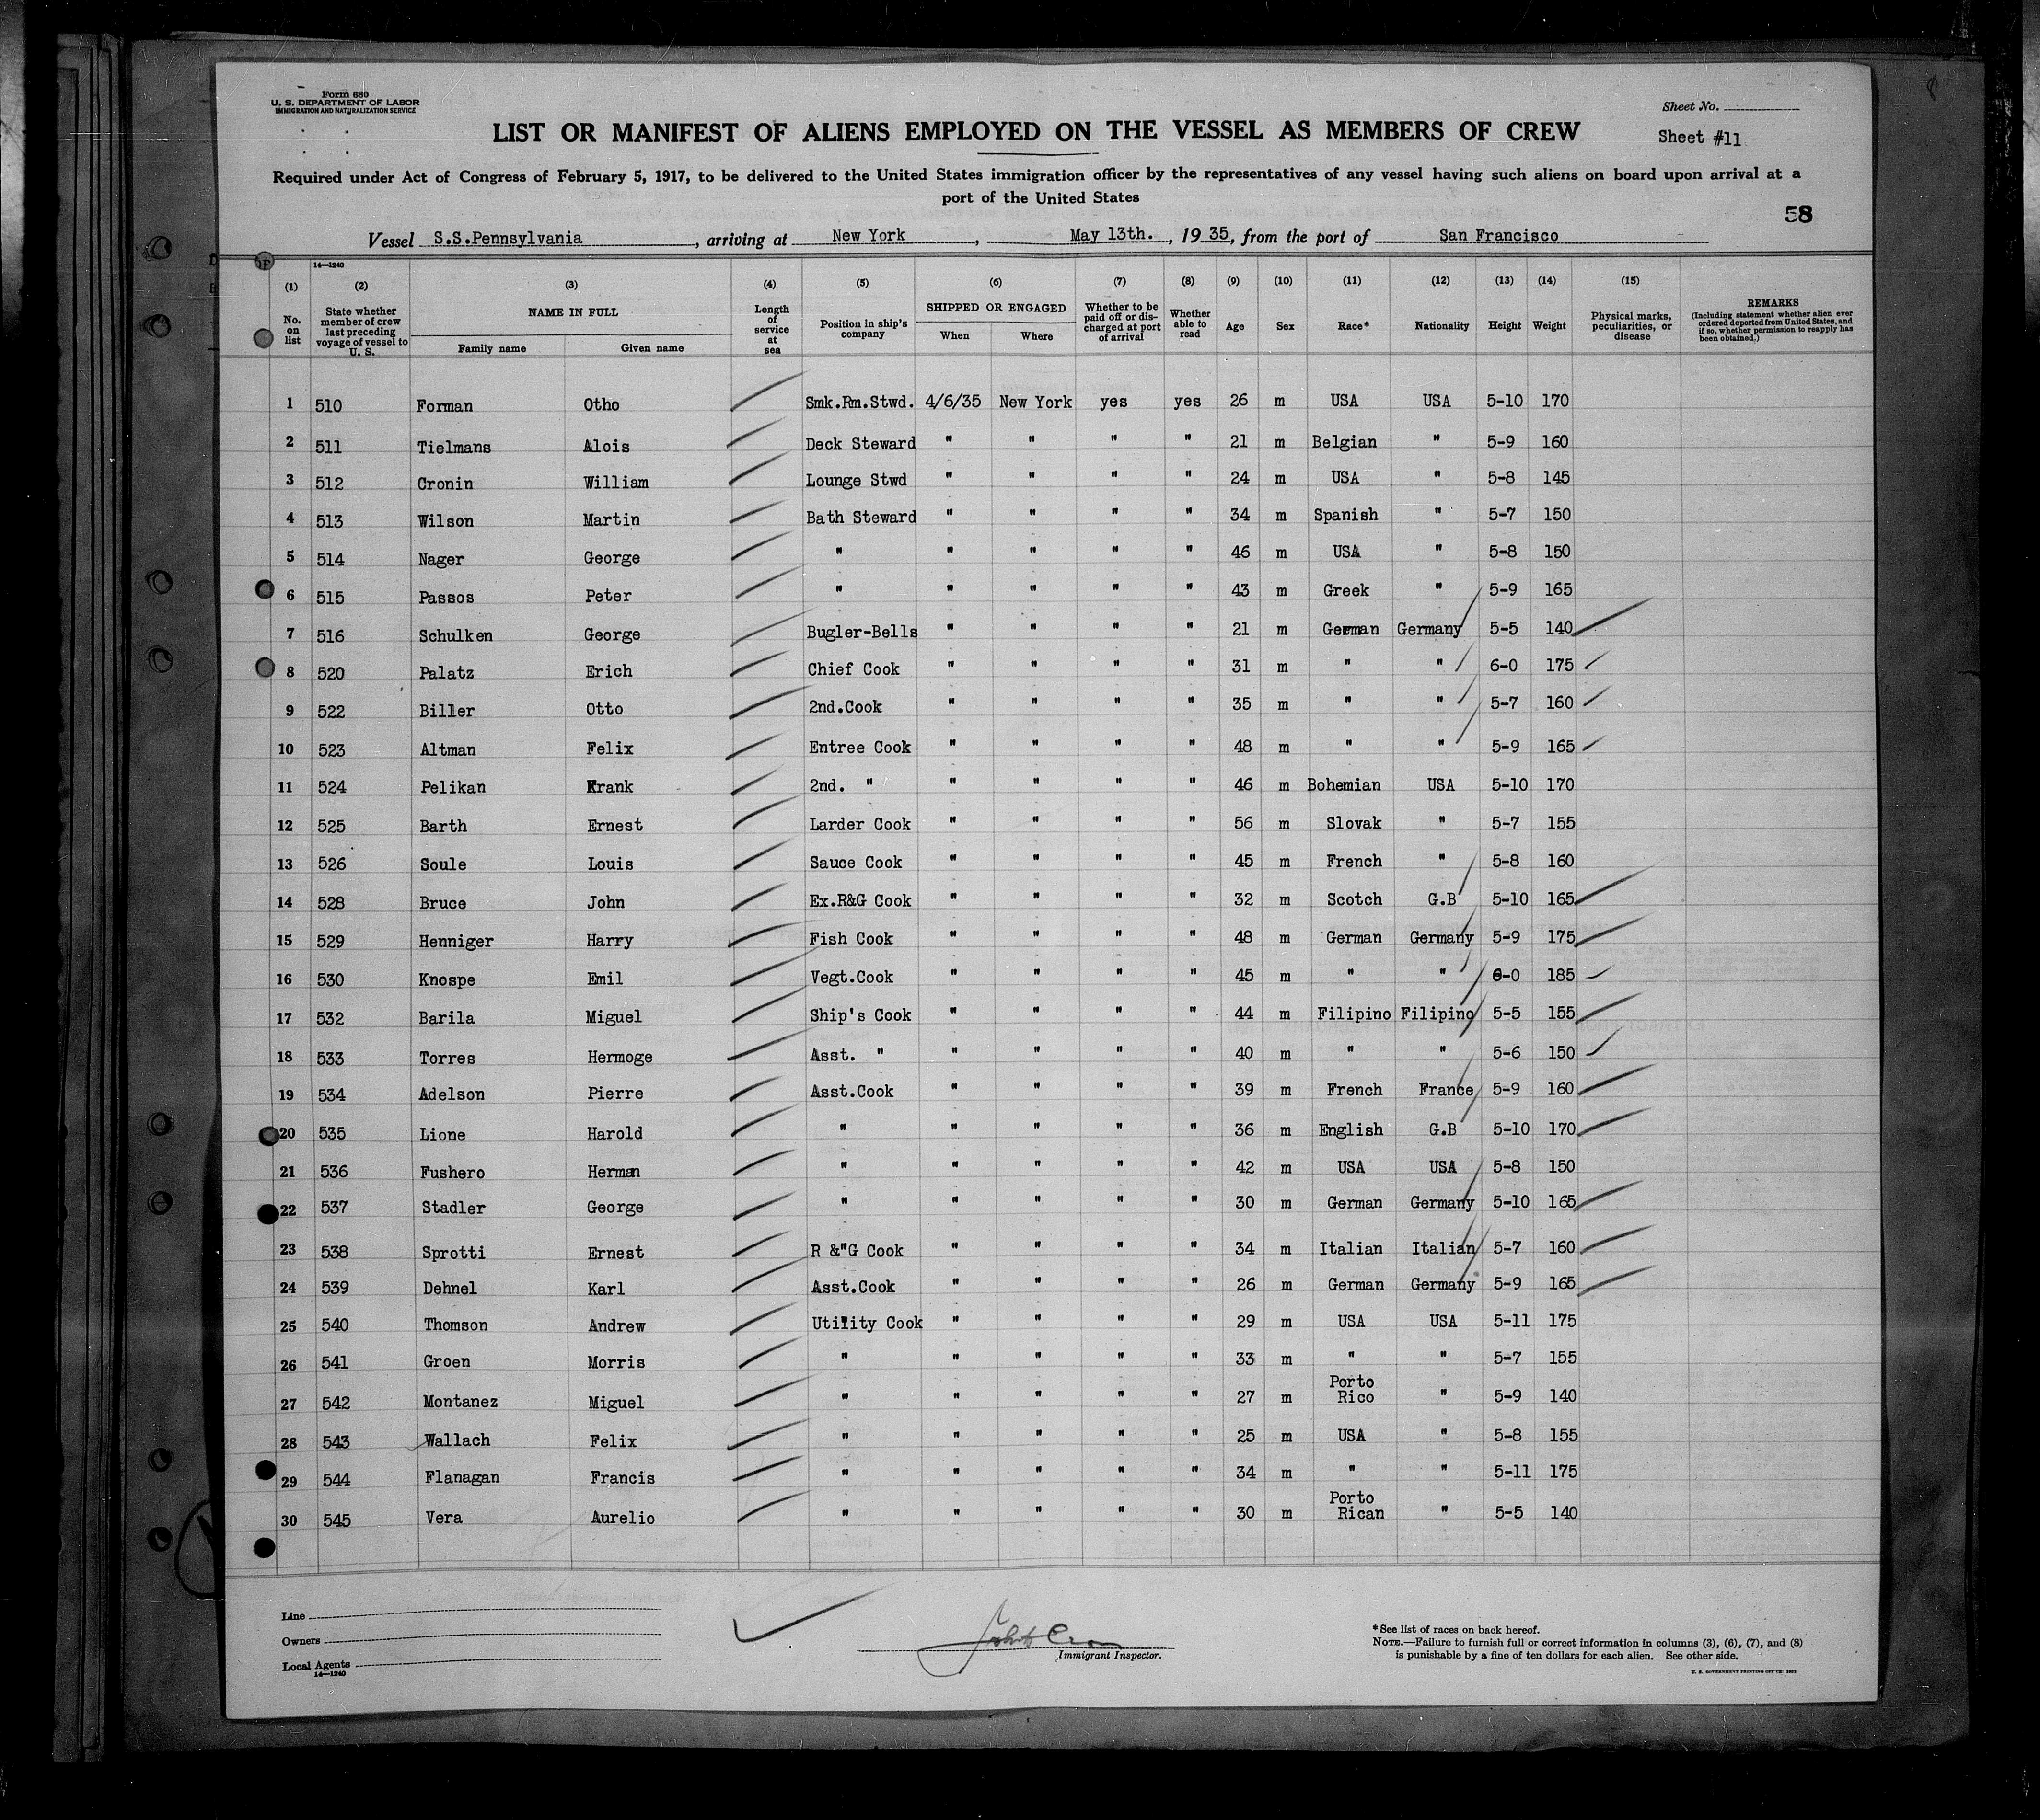 Form 680
U. S. DEPARTMENT OF LABOR
IMMIGRATION AND NATURALIZATION SERVICE
Sheet No.
LIST OR MANIFEST OF ALIENS EMPLOYED ON THE VESSEL AS MEMBERS OF CREW
Sheet #11
Required under Act of Congress of February 5, 1917, to be delivered to the United States immigration officer by the representatives of any vessel having such aliens on board upon arrival at a
port of the United States
58
Vessel S.S.Pennsylvania, arriving at New York, May 13th., 19 35, from the port of San Francisco
14—1240
(1) No. on list
(2) State whether member of crew last preceding voyage of vessel to U. S.
(3) NAME IN FULL Family name Given name
(4) Length of service at sea
(5) Position in ship's company
(6) SHIPPED OR ENGAGED When Where
(7) Whether to be paid off or dis-charged at port of arrival
(8) Whether able to read
(9) Age
(10) Sex
(11) Race*
(12) Nationality
(13) Height
(14) Weight
(15) Physical marks, peculiarities, or disease
REMARKS (Including statement whether alien ever ordered deported from United States, and if so, whether permission to reapply has been obtained.)
1 510 Forman Otho Smk.Rm.Stwd. 4/6/35 New York yes yes 26 m USA USA 5-10 170
2 511 Tielmans Alois Deck Steward " " " " 21 m Belgian " 5-9 160
3 512 Cronin William Lounge Stwd " " " " 24 m USA " 5-8 145
4 513 Wilson Martin Bath Steward " " " " 34 m Spanish " 5-7 150
5 514 Nager George " " " " " 46 m USA " 5-8 150
6 515 Passos Peter " " " " " 43 m Greek " 5-9 165
7 516 Schulken George Bugler-Bells " " " " 21 m German Germany 5-5 140
8 520 Palatz Erich Chief Cook " " " " 31 m " " 6-0 175
9 522 Biller Otto 2nd.Cook " " " " 35 m " " 5-7 160
10 523 Altman Felix Entree Cook " " " " 48 m " " 5-9 165
11 524 Pelikan Frank 2nd. " " " " " 46 m Bohemian USA 5-10 170
12 525 Barth Ernest Larder Cook " " " " 56 m Slovak " 5-7 155
13 526 Soule Louis Sauce Cook " " " " 45 m French " 5-8 160
14 528 Bruce John Ex.R&G Cook " " " " 32 m Scotch G.B 5-10 165
15 529 Henniger Harry Fish Cook " " " " 48 m German Germany 5-9 175
16 530 Knospe Emil Vegt.Cook " " " " 45 m " " 6-0 185
17 532 Barila Miguel Ship's Cook " " " " 44 m Filipino Filipino 5-5 155
18 533 Torres Hermoge Asst. " " " " " 40 m " " 5-6 150
19 534 Adelson Pierre Asst.Cook " " " " 39 m French France 5-9 160
20 535 Lione Harold " " " " " 36 m English G.B 5-10 170
21 536 Fushero Herman " " " " " 42 m USA USA 5-8 150
22 537 Stadler George " " " " " 30 m German Germany 5-10 165
23 538 Sprotti Ernest R &"G Cook " " " " 34 m Italian Italian 5-7 160
24 539 Dehnel Karl Asst.Cook " " " " 26 m German Germany 5-9 165
25 540 Thomson Andrew Utility Cook " " " " 29 m USA USA 5-11 175
26 541 Groen Morris " " " " " 33 m " " 5-7 155
27 542 Montanez Miguel " " " " " 27 m Porto Rico " 5-9 140
28 543 Wallach Felix " " " " " 25 m USA " 5-8 155
29 544 Flanagan Francis " " " " " 34 m " " 5-11 175
30 545 Vera Aurelio " " " " " 30 m Porto Rican " 5-5 140
Line
Owners
Local Agents
14—1240
Immigrant Inspector.
*See list of races on back hereof.
NOTE.—Failure to furnish full or correct information in columns (3), (6), (7), and (8)
is punishable by a fine of ten dollars for each alien. See other side.